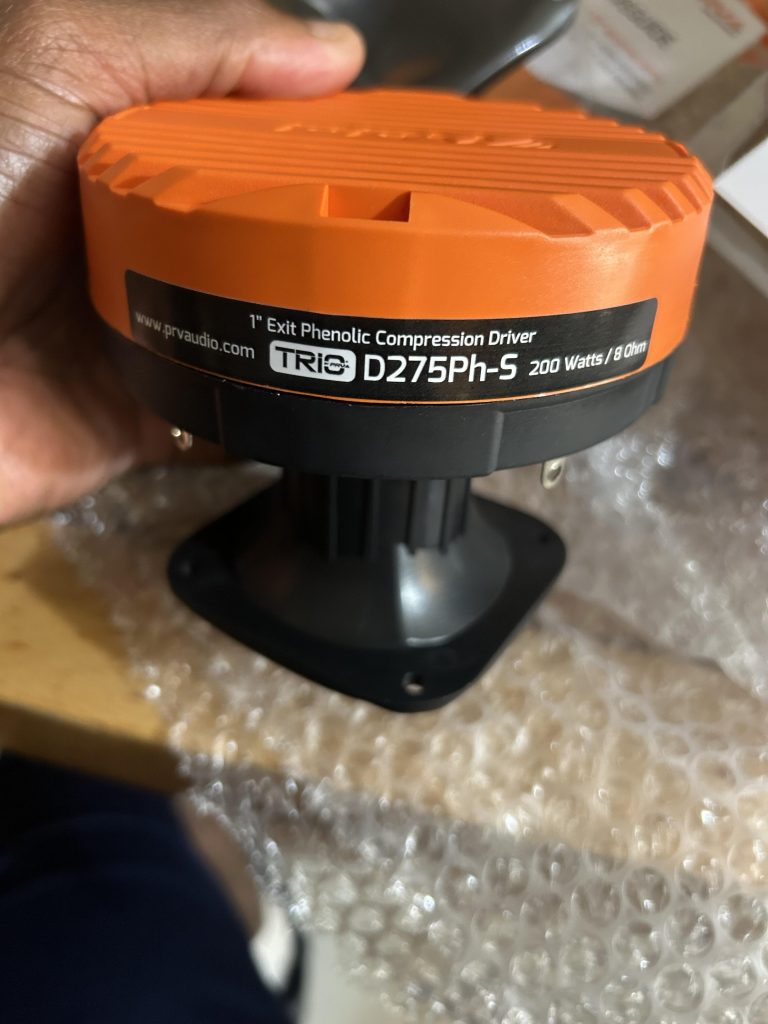 1" Exit Phenolic Compression Driver
www.prvaudio.com TRiO D275Ph-S 200 Watts / 8 Ohm